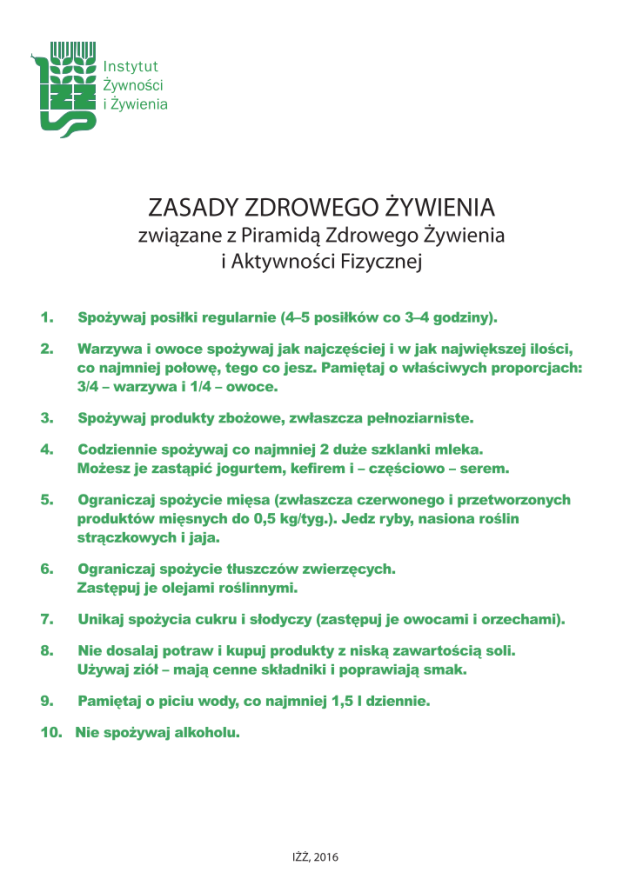 Instytut
Żywności
i Żywienia
ZASADY ZDROWEGO ŻYWIENIA
związane z Piramidą Zdrowego Żywienia
i Aktywności Fizycznej
1. Spożywaj posiłki regularnie (4–5 posiłków co 3–4 godziny).
2. Warzywa i owoce spożywaj jak najczęściej i w jak największej ilości,
co najmniej połowę, tego co jesz. Pamiętaj o właściwych proporcjach:
3/4 – warzywa i 1/4 – owoce.
3. Spożywaj produkty zbożowe, zwłaszcza pełnoziarniste.
4. Codziennie spożywaj co najmniej 2 duże szklanki mleka.
Możesz je zastąpić jogurtem, kefirem i – częściowo – serem.
5. Ograniczaj spożycie mięsa (zwłaszcza czerwonego i przetworzonych
produktów mięsnych do 0,5 kg/tyg.). Jedz ryby, nasiona roślin
strączkowych i jaja.
6. Ograniczaj spożycie tłuszczów zwierzęcych.
Zastępuj je olejami roślinnymi.
7. Unikaj spożycia cukru i słodyczy (zastępuj je owocami i orzechami).
8. Nie dosalaj potraw i kupuj produkty z niską zawartością soli.
Używaj ziół – mają cenne składniki i poprawiają smak.
9. Pamiętaj o piciu wody, co najmniej 1,5 l dziennie.
10. Nie spożywaj alkoholu.
IŻŻ, 2016